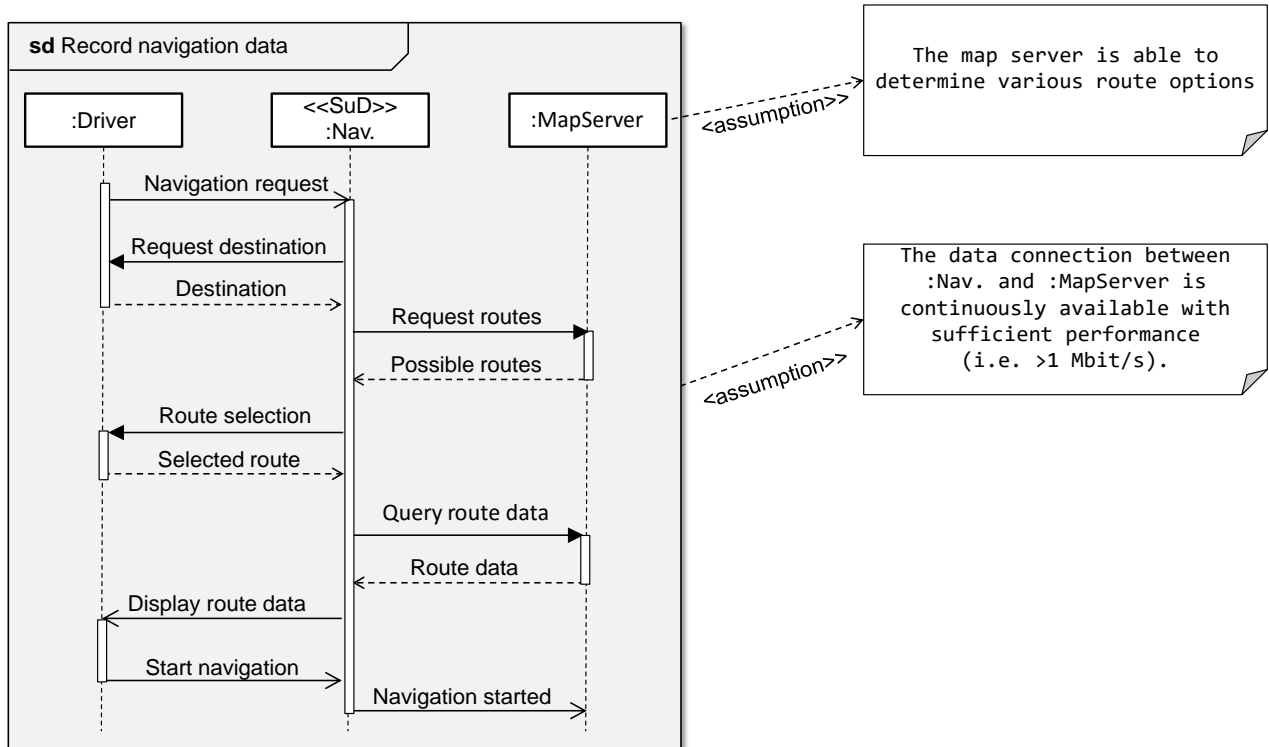 sd Record navigation data
:Driver
<<SuD>>
:Nav.
:MapServer
<assumption>>
The map server is able to
determine various route options
Navigation request
Request destination
Destination
Request routes
Possible routes
<assumption>>
The data connection between
:Nav. and :MapServer is
continuously available with
sufficient performance
(i.e. >1 Mbit/s).
Route selection
Selected route
Query route data
Route data
Display route data
Start navigation
Navigation started